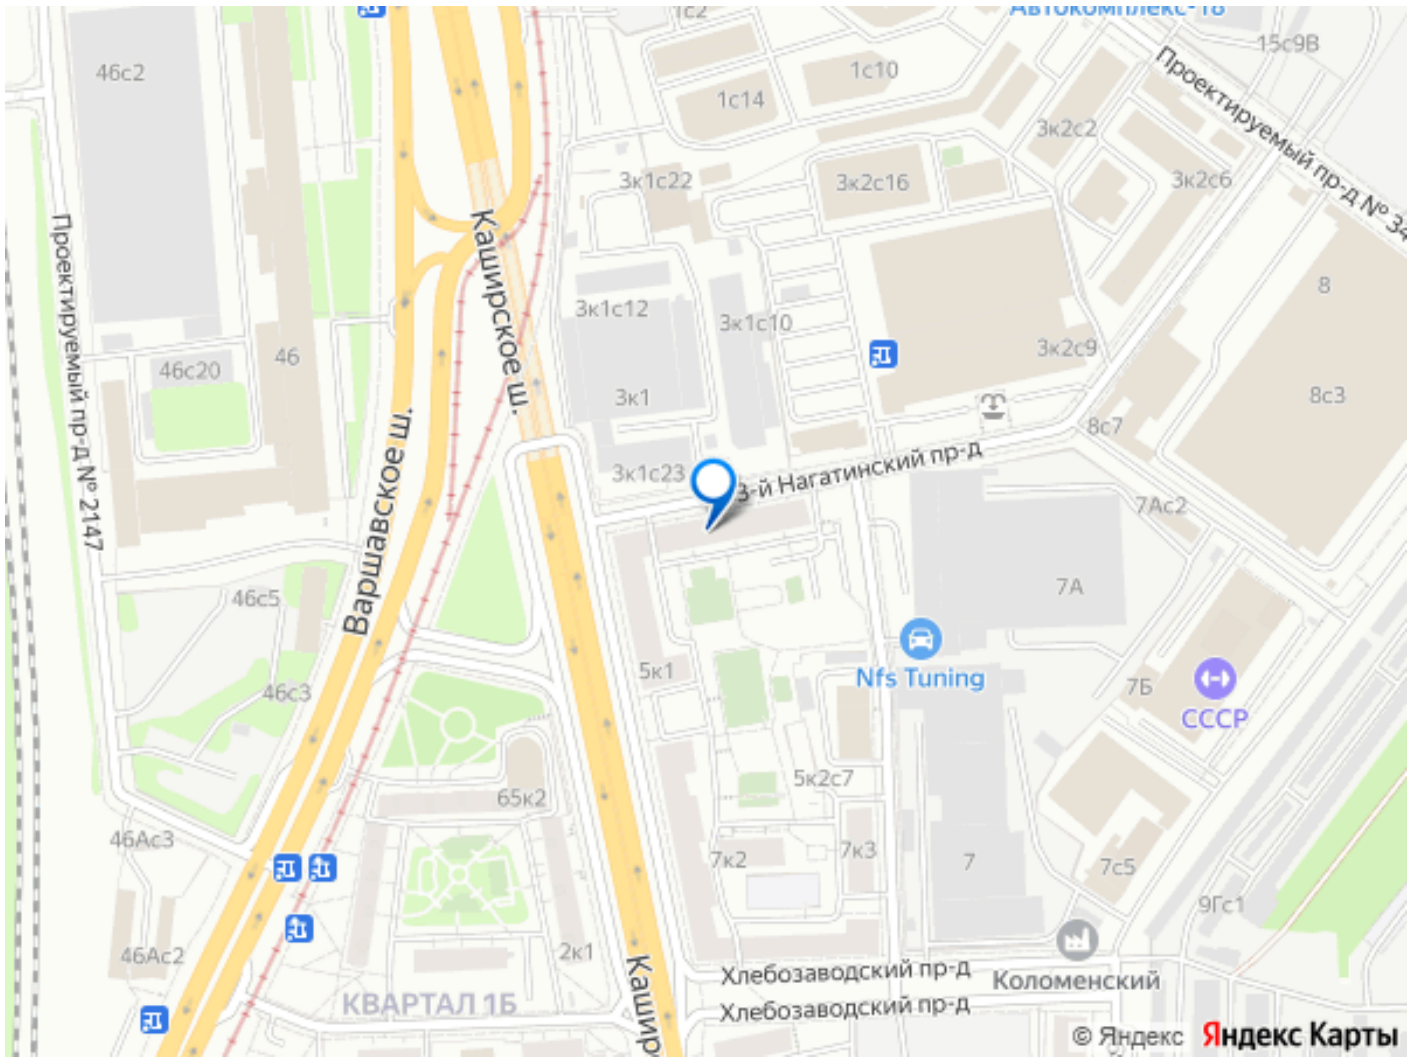 1с2
Автокомплекс-18
15с9В
46с2
1с10
1с14
Проектируемый пр-д № 34
3к2с2
3к1с22
3к2с16
3к2с6
Каширское ш.
Проектируемый пр-д № 2147
8
3к1с12
3к1с10
46
3к2с9
46с20
3к1
8с3
Варшавское ш.
8с7
3к1с23
3-й Нагатинский пр-д
7Ас2
7А
46с5
5к1
Nfs Tuning
46с3
7Б
СССР
5к2с7
65к2
46Ас3
7к2
7к3
7
7с5
9Гс1
46Ас2
2к1
Хлебозаводский пр-д
Коломенский
КВАРТАЛ 1Б
Каширс
Хлебозаводский пр-д
© Яндекс Яндекс Карты